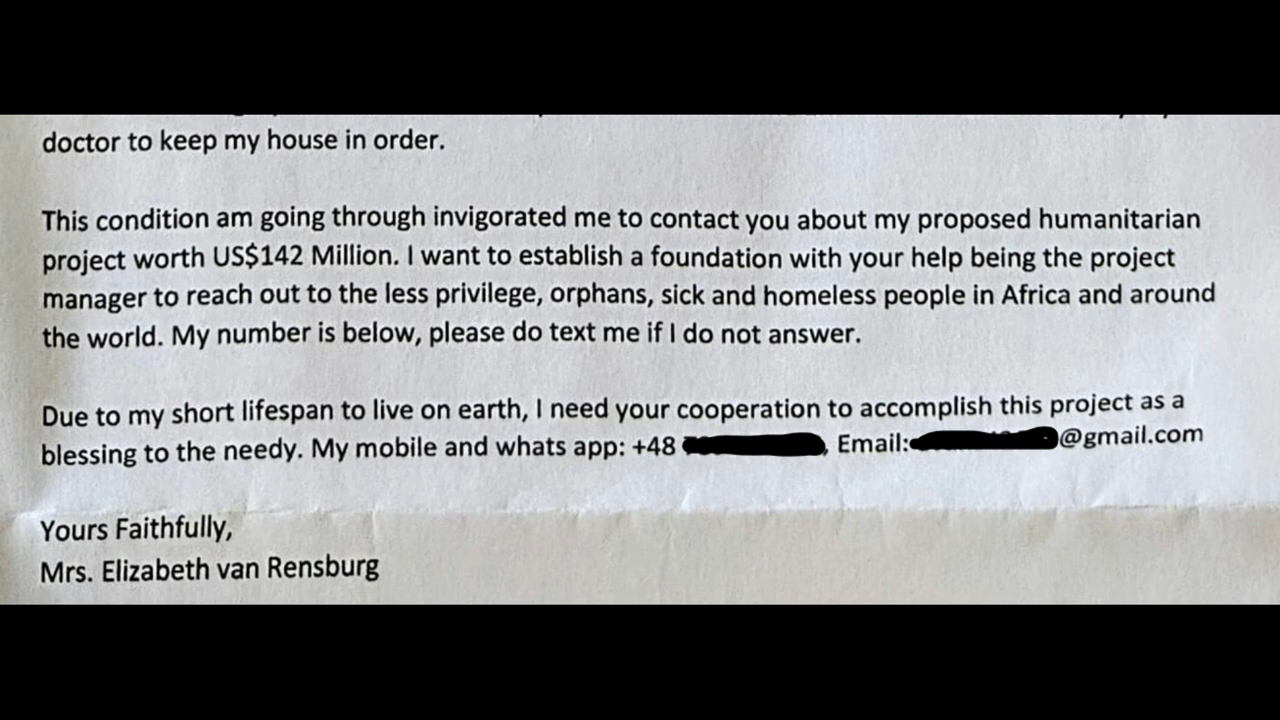 doctor to keep my house in order.
This condition am going through invigorated me to contact you about my proposed humanitarian
project worth US$142 Million. I want to establish a foundation with your help being the project
manager to reach out to the less privilege, orphans, sick and homeless people in Africa and around
the world. My number is below, please do text me if I do not answer.
Due to my short lifespan to live on earth, I need your cooperation to accomplish this project as a
blessing to the needy. My mobile and whats app: +48 , Email: @gmail.com
Yours Faithfully,
Mrs. Elizabeth van Rensburg